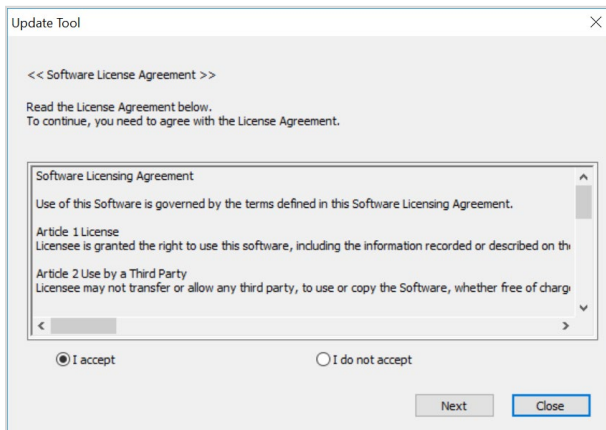 Update Tool
<< Software License Agreement >>
Read the License Agreement below.
To continue, you need to agree with the License Agreement.
Software Licensing Agreement
Use of this Software is governed by the terms defined in this Software Licensing Agreement.
Article 1 License
Licensee is granted the right to use this software, including the information recorded or described on
Article 2 Use by a Third Party
Licensee may not transfer or allow any third party, to use or copy the Software, whether free of
I accept
I do not accept
Next
Close